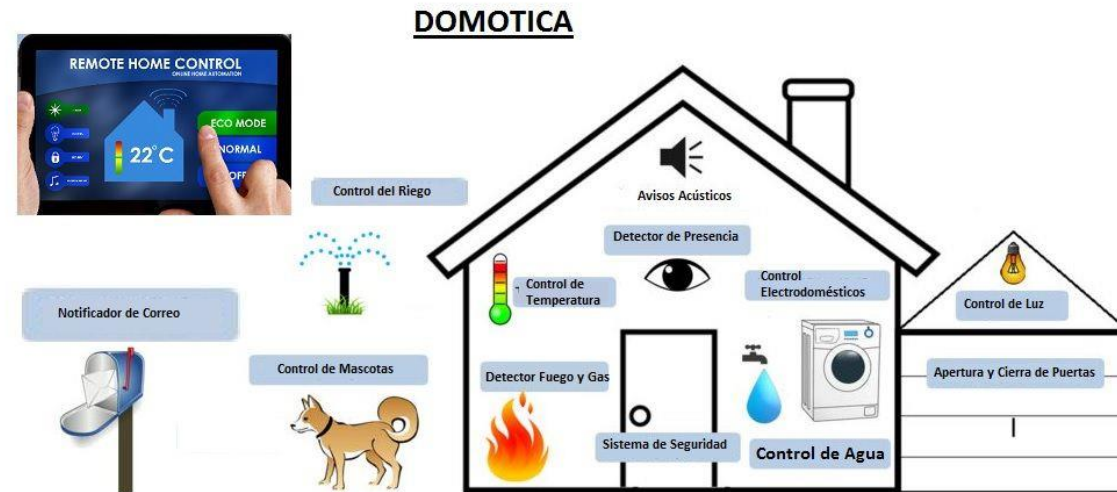 DOMOTICA
REMOTE HOME CONTROL
ONLINE HOME AUTOMATION
ECO MODE
22°C
NORMAL
OFF
Control del Riego
Avisos Acústicos
Detector de Presencia
Control de
Temperatura
Control
Electrodomésticos
Control de Luz
Notificador de Correo
Control de Mascotas
Detector Fuego y Gas
Apertura y Cierra de Puertas
Sistema de Seguridad
Control de Agua